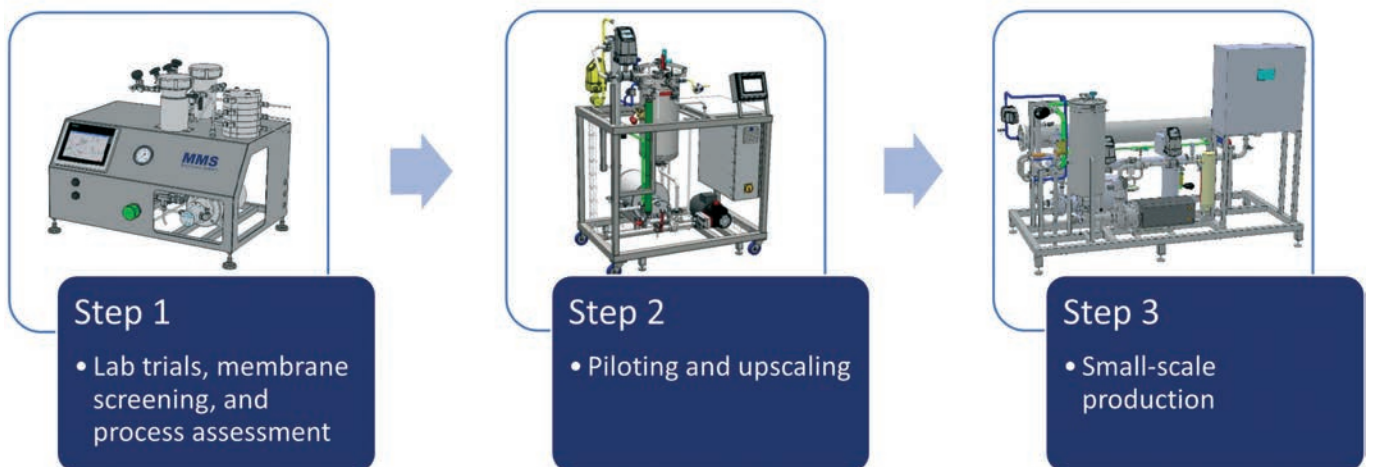 MMS
Step 1
• Lab trials, membrane
screening, and
process assessment
Step 2
• Piloting and upscaling
Step 3
• Small-scale
production